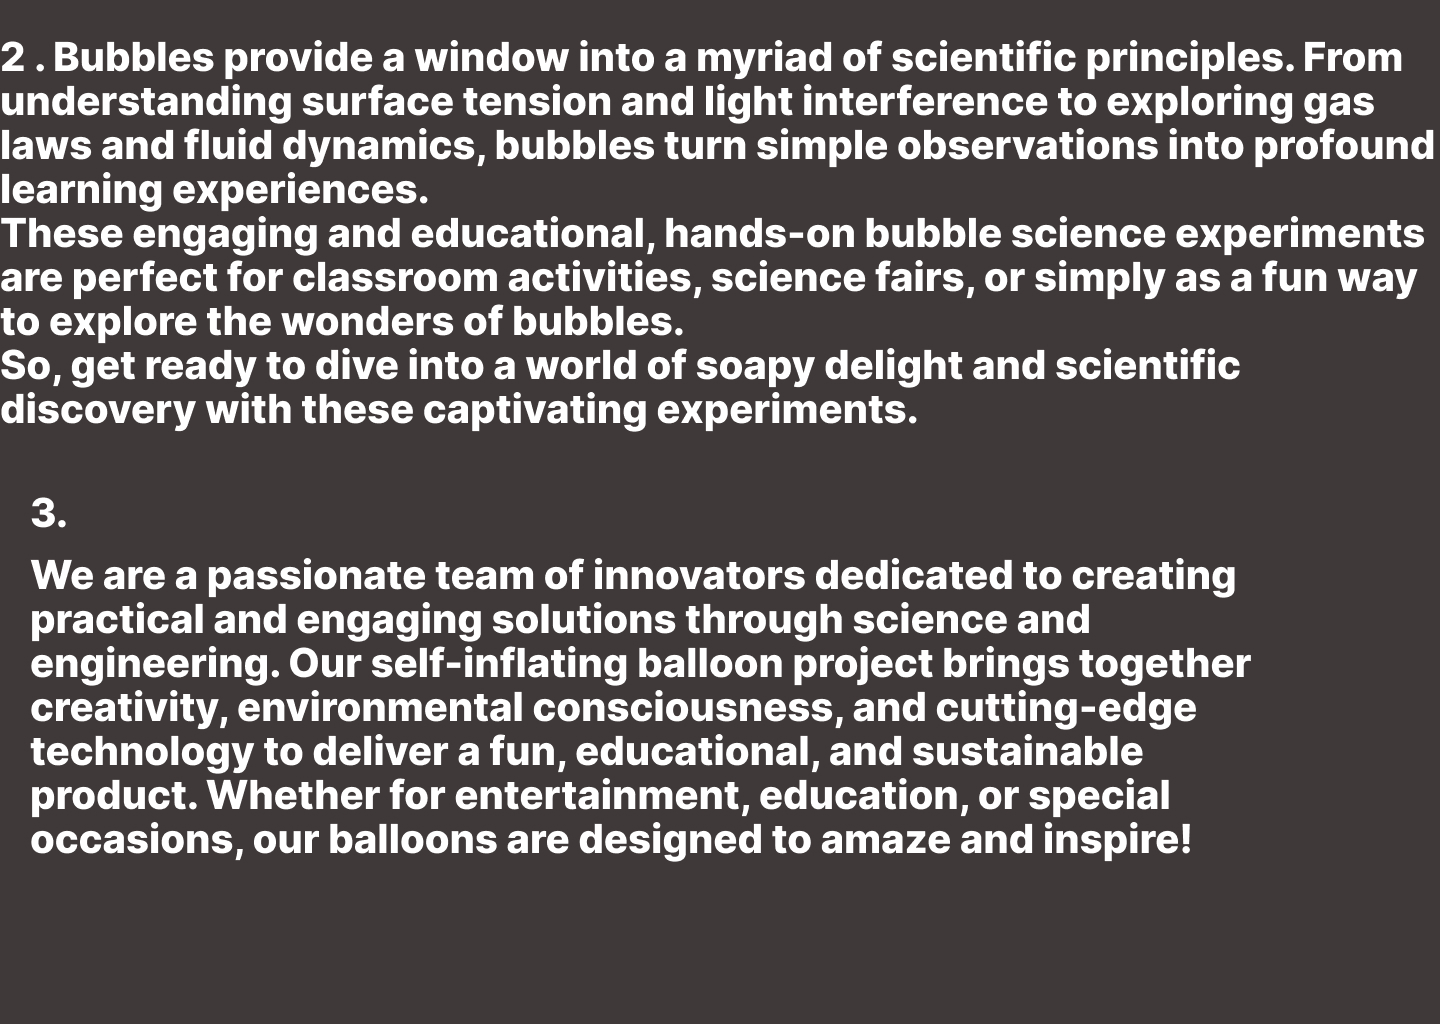 2 . Bubbles provide a window into a myriad of scientific principles. From
understanding surface tension and light interference to exploring gas
laws and fluid dynamics, bubbles turn simple observations into profound
learning experiences.
These engaging and educational, hands-on bubble science experiments
are perfect for classroom activities, science fairs, or simply as a fun way
to explore the wonders of bubbles.
So, get ready to dive into a world of soapy delight and scientific
discovery with these captivating experiments.
3.
We are a passionate team of innovators dedicated to creating
practical and engaging solutions through science and
engineering. Our self-inflating balloon project brings together
creativity, environmental consciousness, and cutting-edge
technology to deliver a fun, educational, and sustainable
product. Whether for entertainment, education, or special
occasions, our balloons are designed to amaze and inspire!